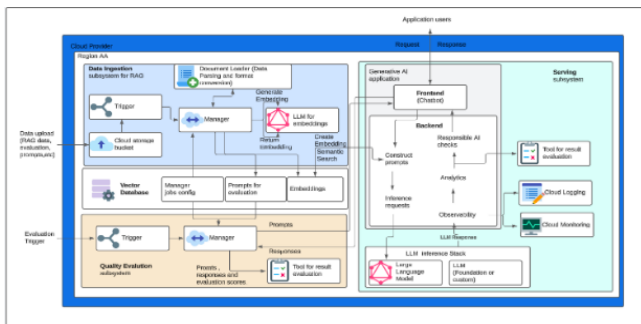 Application users
Cloud Provider
Request
Response
Region AA
Data Ingestion
subsystem for RAG
Document Loader (Data
Parsing and format
conversion)
Generative AI
application
Serving
subsystem
Trigger
Manager
Generate
Embedding
LLM for
embeddings
Return
Embedding
Frontend
(Chatbot)
Backend
Data upload
(RAG data,
evaluation,
prompts,etc)
Cloud storage
bucket
Create
Embedding
Semantic
Search
Responsible AI
checks
Construct
prompts
Tool for result
evaluation
Vector
Database
Manager
jobs config
Prompts for
evaluation
Embeddings
Analytics
Inference
requests
Cloud Logging
Observability
Cloud Monitoring
Evaluation
Trigger
Trigger
Manager
Prompts
Responses
LLM Response
LLM Inference Stack
Quality Evalution
subsystem
Prompts ,
responses and
evaluation scores
Tool for result
evaluation
Large
Language
Model
LLM
(Foundation or
custom)